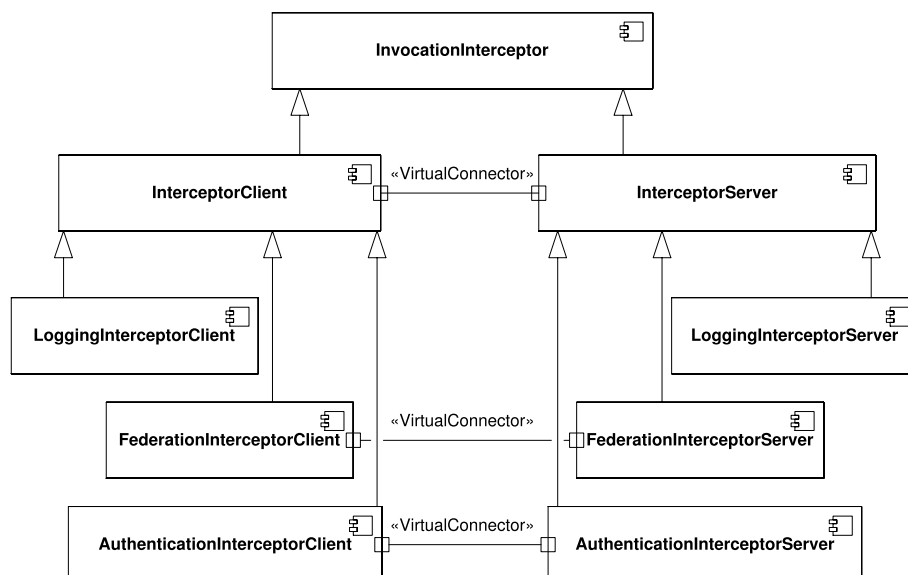 InvocationInterceptor
«VirtualConnector»
InterceptorClient
InterceptorServer
LoggingInterceptorClient
LoggingInterceptorServer
«VirtualConnector»
FederationInterceptorClient
FederationInterceptorServer
«VirtualConnector»
AuthenticationInterceptorClient
AuthenticationInterceptorServer